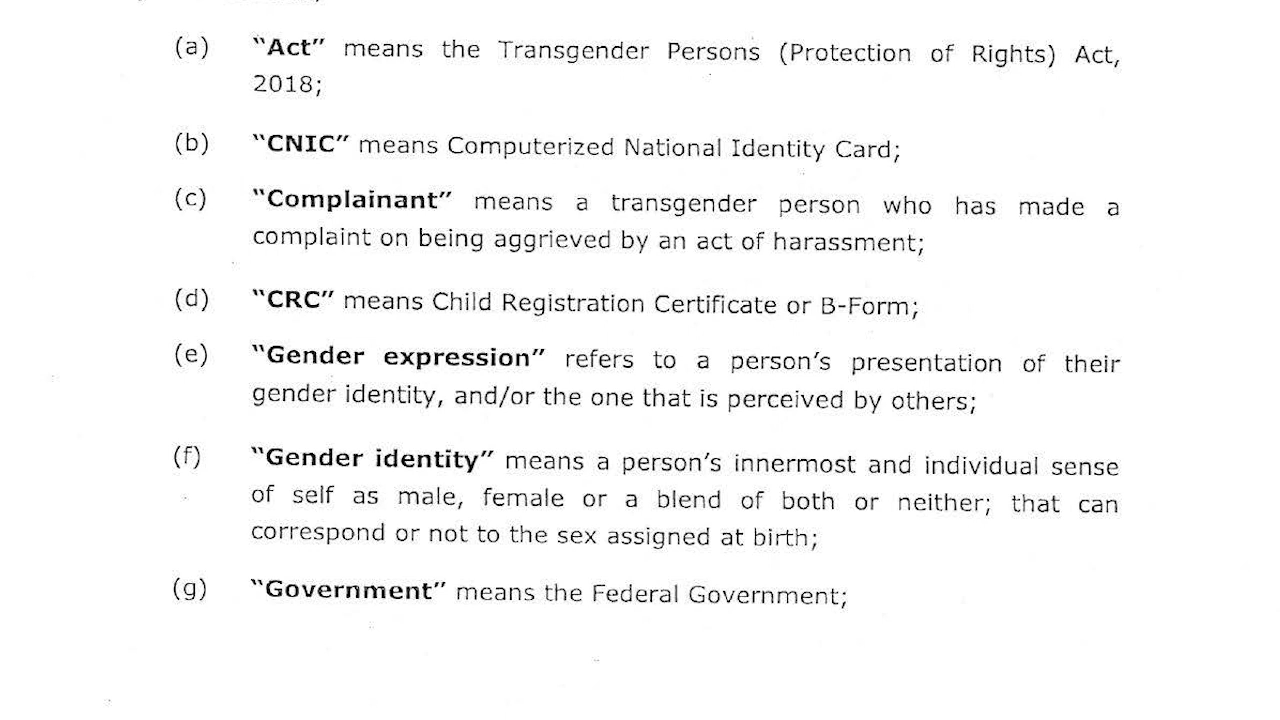 (a) “Act” means the Transgender Persons (Protection of Rights) Act,
2018;
(b) “CNIC” means Computerized National Identity Card;
(c) “Complainant” means a transgender person who has made a
complaint on being aggrieved by an act of harassment;
(d) “CRC” means Child Registration Certificate or B-Form;
(e) “Gender expression” refers to a person’s presentation of their
gender identity, and/or the one that is perceived by others;
(f) “Gender identity” means a person’s innermost and individual sense
of self as male, female or a blend of both or neither; that can
correspond or not to the sex assigned at birth;
(g) “Government” means the Federal Government;